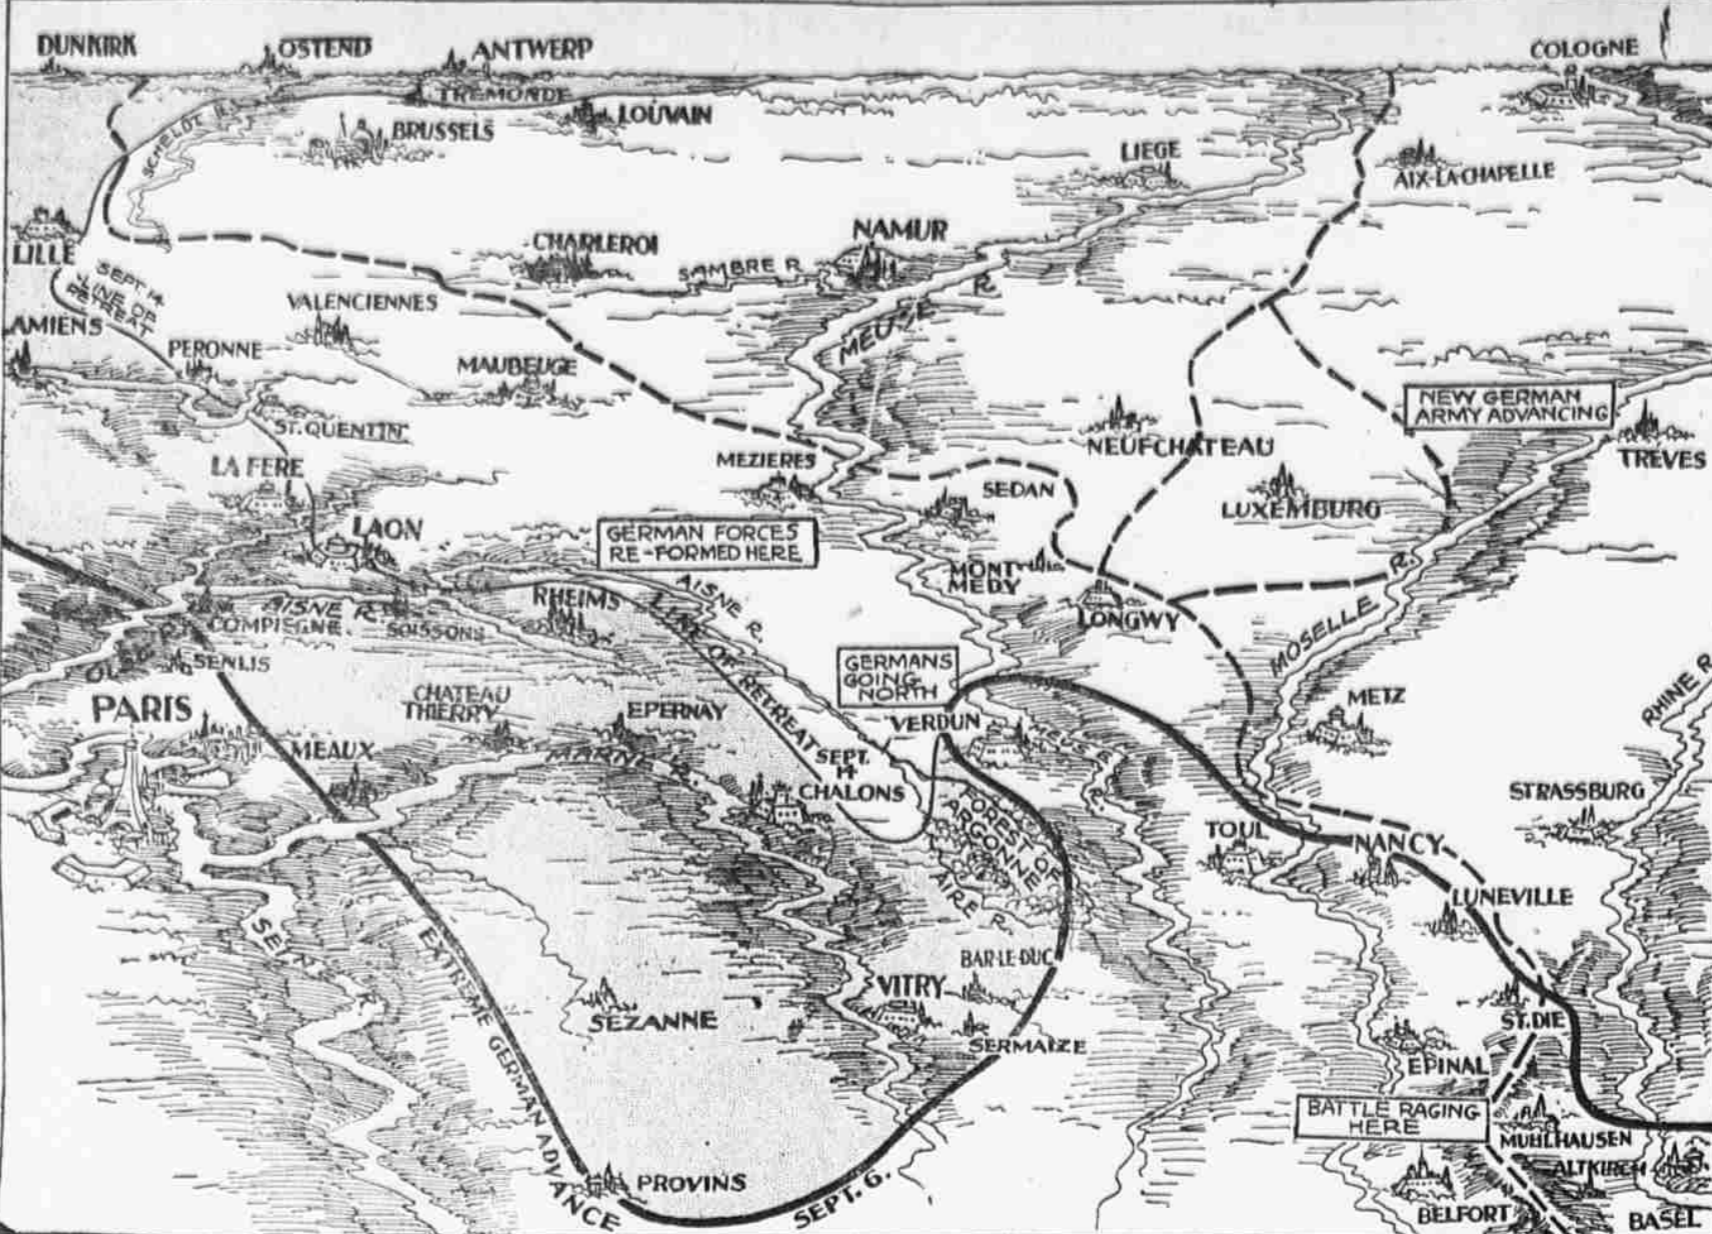 DUNKIRK
OSTEND
ANTWERP
COLOGNE
TREMONDE
LOUVAIN
SCHELDT R.
BRUSSELS
LIEGE
AIX-LA-CHAPELLE
LILLE
CHARLEROI
NAMUR
SAMBRE R.
SEPT 14
LINE OF
RETREAT
VALENCIENNES
MEUSE R.
AMIENS
PERONNE
MAUBEUGE
NEW GERMAN
ARMY ADVANCING
ST. QUENTIN
NEUFCHATEAU
TREVES
LA FERE
MEZIERES
SEDAN
LUXEMBURG
LAON
GERMAN FORCES
RE-FORMED HERE
MONT
MEDY
AISNE R.
COMPIEGNE.
SOISSONS
RHEIMS
AISNE R.
LINE OF RETREAT
SEPT.
14
LONGWY
MOSELLE R.
OISE R.
SENLIS
GERMANS
GOING
NORTH
PARIS
CHATEAU
THIERRY
EPERNAY
VERDUN
METZ
RHINE R.
MEAUX
MARNE R.
MEUSE R.
CHALONS
STRASSBURG
FOREST OF
ARGONNE
AIRE R.
TOUL
NANCY
LUNEVILLE
SEINE
EXTREME GERMAN ADVANCE
SEPT. 6.
BAR-LE-DUC
VITRY
SEZANNE
SERMAIZE
ST. DIE
EPINAL
BATTLE RAGING
HERE
MUHLHAUSEN
ALTKIRCH
PROVINS
BELFORT
BASEL